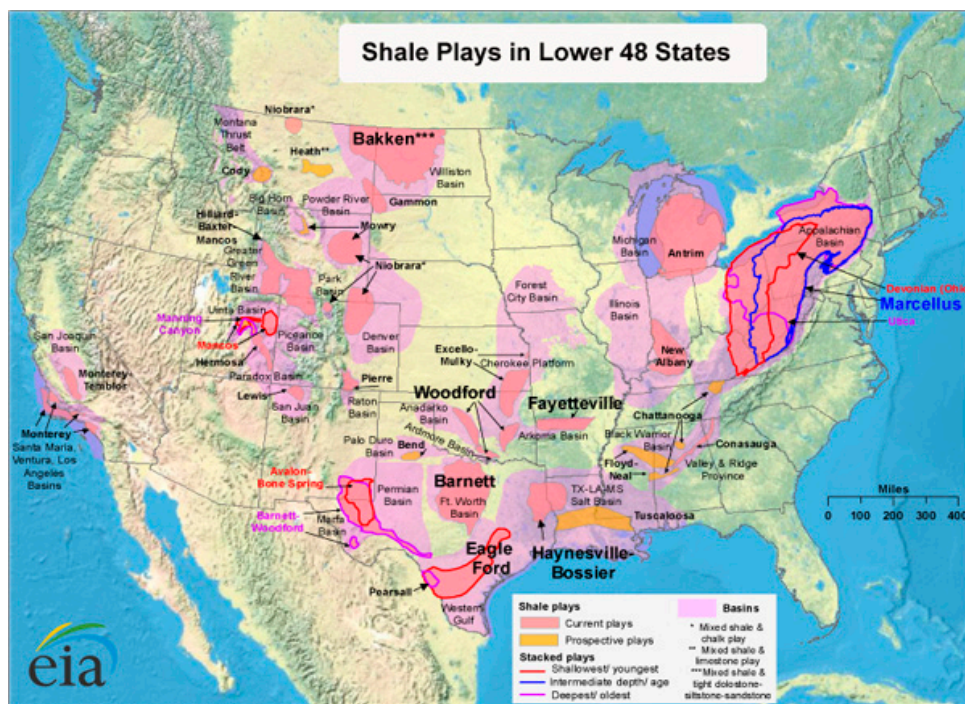 Shale Plays in Lower 48 States
Niobrara*
Montana
Thrust
Belt
Bakken***
Heath**
Cody
Williston
Basin
Big Horn
Basin
Powder River
Basin
Gammon
Hilliard-
Baxter-
Mancos
Mowry
Greater
Green
River
Basin
Niobrara*
Park
Basin
Michigan
Basin
Antrim
Appalachian
Basin
Devonian (Ohio
Marcellus
Utica
Forest
City Basin
Illinois
Basin
Uinta Basin
Manning
Canyon
Mancos
Piceance
Basin
Denver
Basin
San Joaquin
Basin
Hermosa
Paradox Basin
Excello-
Mulky
Cherokee Platform
New
Albany
Monterey-
Temblor
Lewis
San Juan
Basin
Pierre
Raton
Basin
Woodford
Anadarko
Basin
Fayetteville
Chattanooga
Monterey
Santa Maria,
Ventura, Los
Angeles
Basins
Palo Duro
Basin
Bend
Ardmore Basin
Arkoma Basin
Black Warrior
Basin
Conasauga
Floyd-
Neal
Valley & Ridge
Province
Avalon-
Bone Spring
Permian
Basin
Barnett
Ft. Worth
Basin
TX-LA-MS
Salt Basin
Tuscaloosa
Barnett-
Woodford
Marfa
Basin
Eagle
Ford
Haynesville-
Bossier
Pearsall
Western
Gulf
Miles
0 100 200 300 400
Shale plays
Current plays
Prospective plays
Stacked plays
Shallowest/ youngest
Intermediate depth/ age
Deepest/ oldest
Basins
* Mixed shale &
chalk play
** Mixed shale &
limestone play
***Mixed shale &
tight dolostone-
siltstone-sandstone
eia